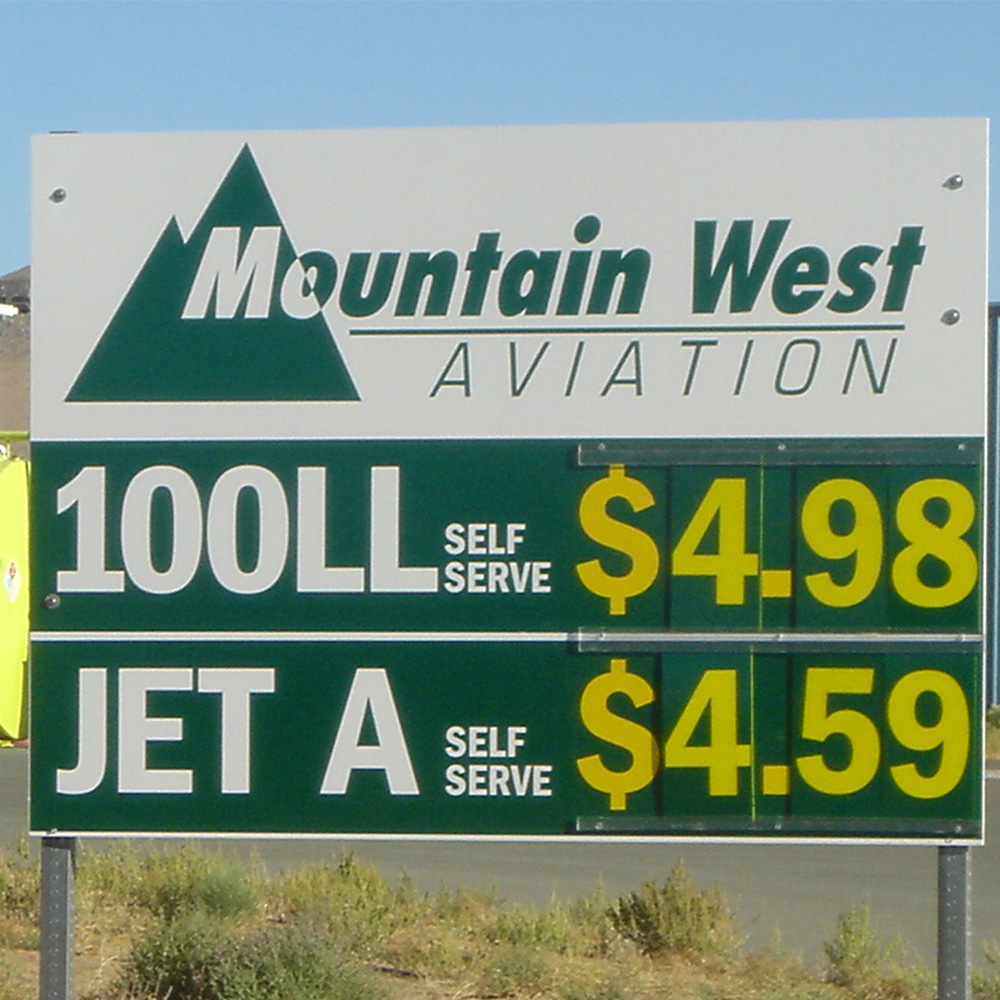 Mountain West
AVIATION
100LL SELF SERVE $4.98
JET A SELF SERVE $4.59